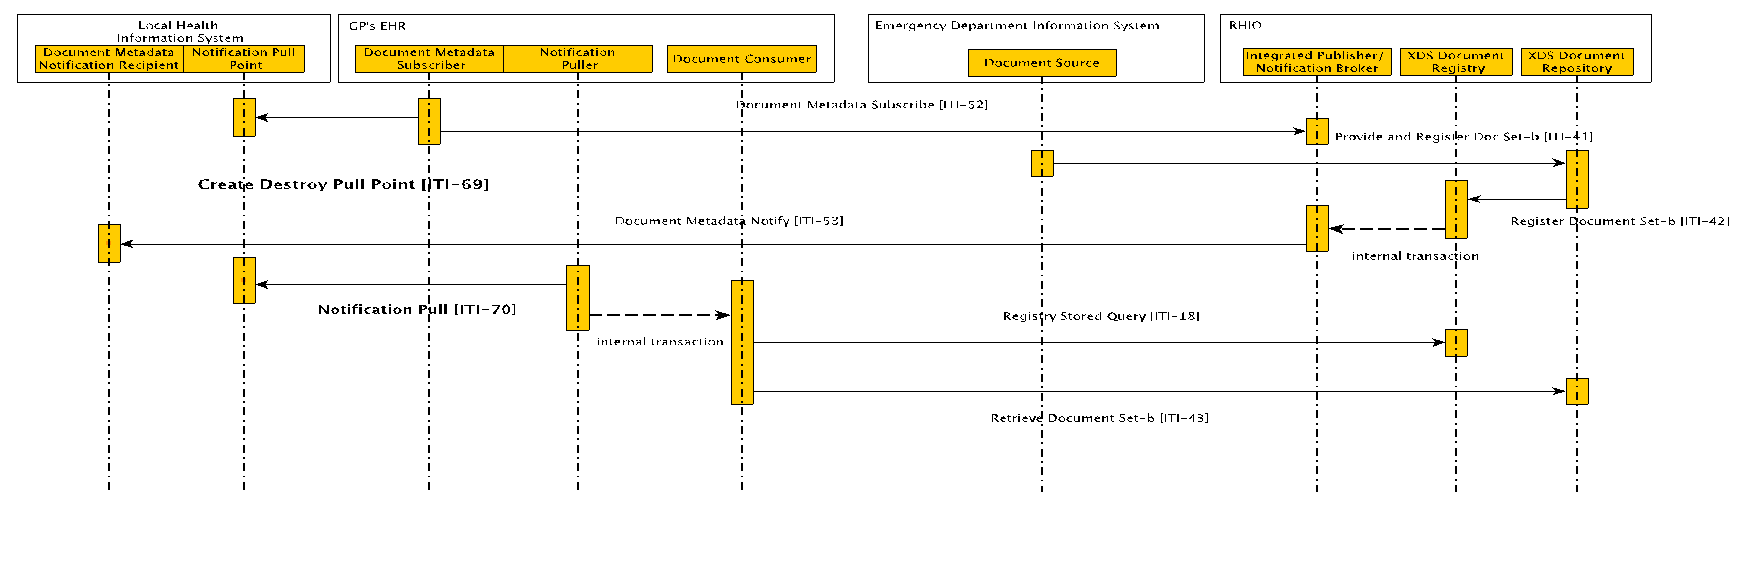 Local Health
Information System
GP's EHR
Emergency Department Information System
RHIO
Document Metadata
Notification Recipient
Notification Pull
Point
Document Metadata
Subscriber
Notification
Puller
Document Consumer
Document Source
Integrated Publisher/
Notification Broker
XDS Document
Registry
XDS Document
Repository
Document Metadata Subscribe [ITI-52]
Provide and Register Doc Set-b [ITI-41]
Create Destroy Pull Point [ITI-69]
Document Metadata Notify [ITI-53]
Register Document Set-b [ITI-42]
internal transaction
Notification Pull [ITI-70]
Registry Stored Query [ITI-18]
internal transaction
Retrieve Document Set-b [ITI-43]